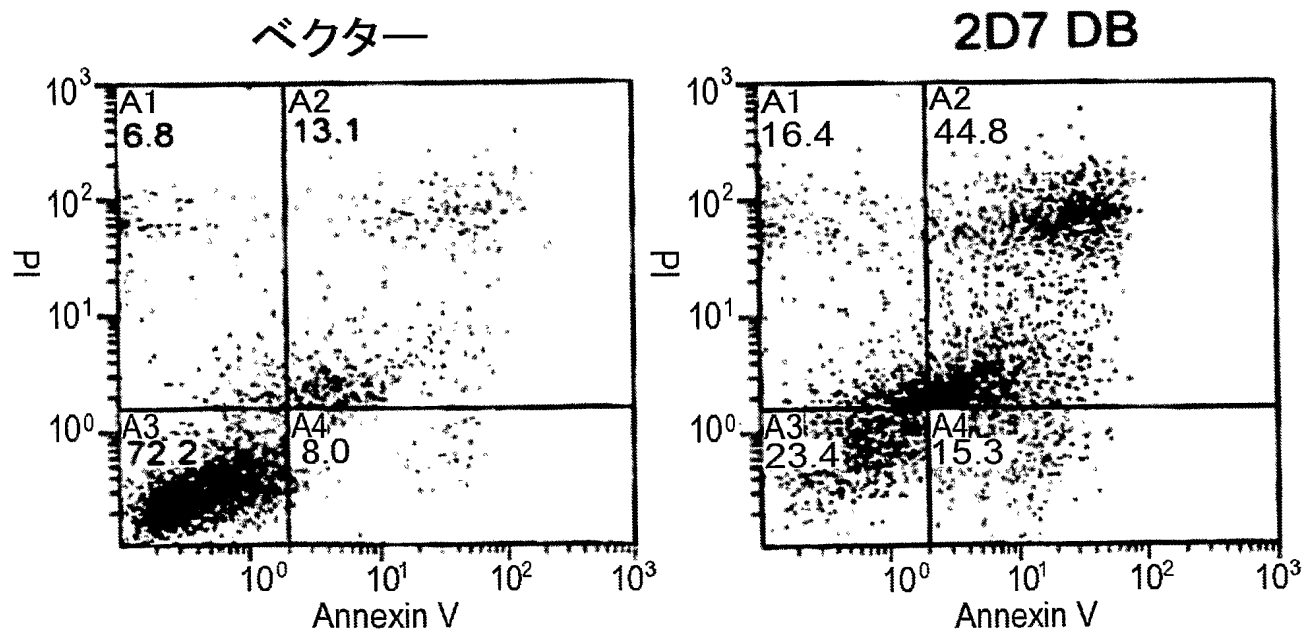 ベクター
2D7 DB
10³
10²
10¹
10⁰
PI
A1
6.8
A2
13.1
A3
72.2
A4
8.0
10⁰
10¹
10²
10³
Annexin V
10³
10²
10¹
10⁰
PI
A1
16.4
A2
44.8
A3
23.4
A4
15.3
10⁰
10¹
10²
10³
Annexin V